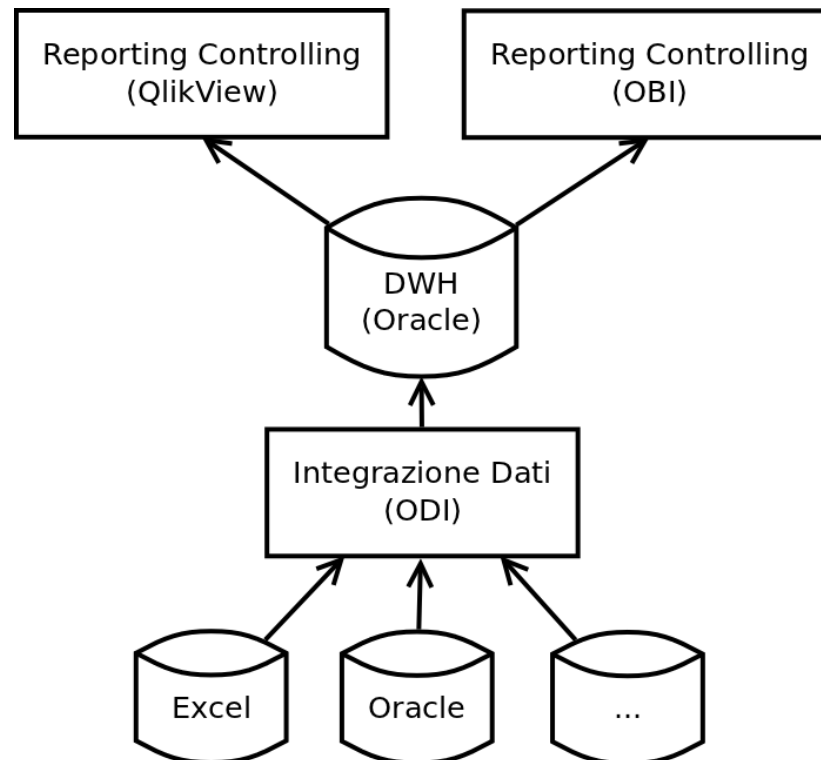 Reporting Controlling
(QlikView)
Reporting Controlling
(OBI)
DWH
(Oracle)
Integrazione Dati
(ODI)
Excel
Oracle
...